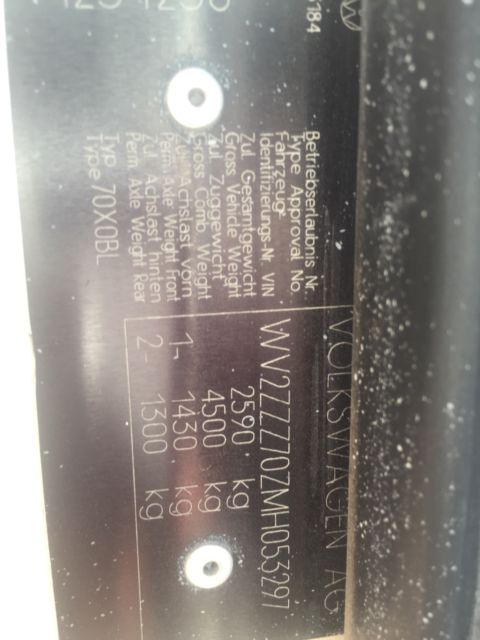 VOLKSWAGEN AG
Betriebserlaubnis Nr.
Type Approval No.
Fahrzeug-
Identifizierungs-Nr. VIN WV2ZZZ70ZMH053297
Zul. Gesamtgewicht
Gross Vehicle Weight 2590 kg
Zul. Zuggewicht
Gross Comb. Weight 4500 kg
Zul. Achslast vorn
Perm. Axle Weight Front 1- 1430 kg
Zul. Achslast hinten
Perm. Axle Weight Rear 2- 1300 kg
Typ
Type 70X0BL